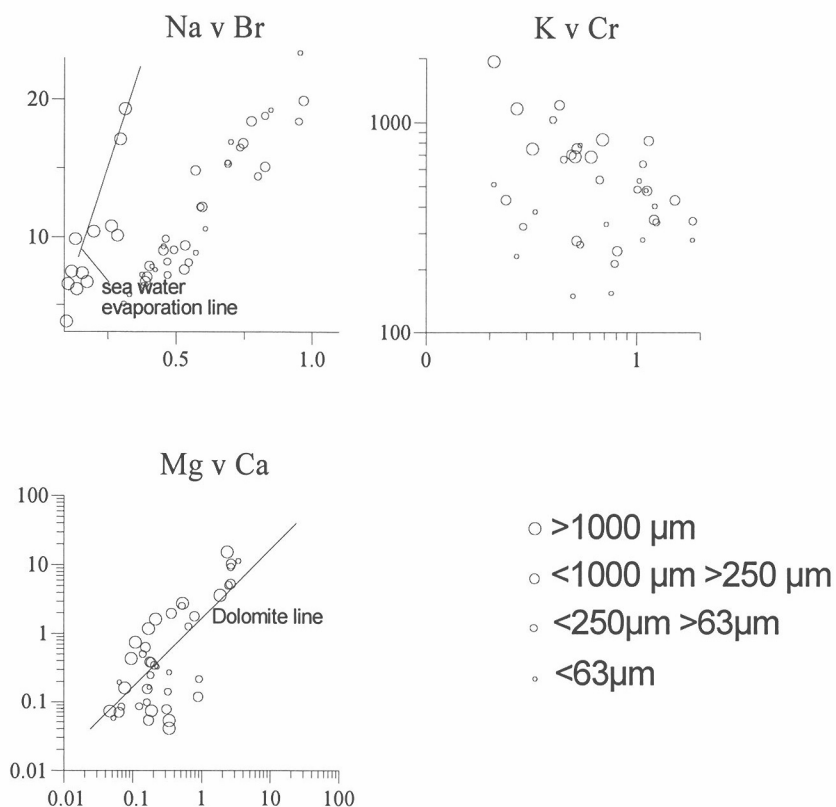 Na v Br
K v Cr
20
10
sea water
evaporation line
0.5
1.0
1000
100
0
1
Mg v Ca
100
10
1
0.1
0.01
Dolomite line
0.01
0.1
1
10
100
>1000 µm
<1000 µm >250 µm
<250µm >63µm
<63µm